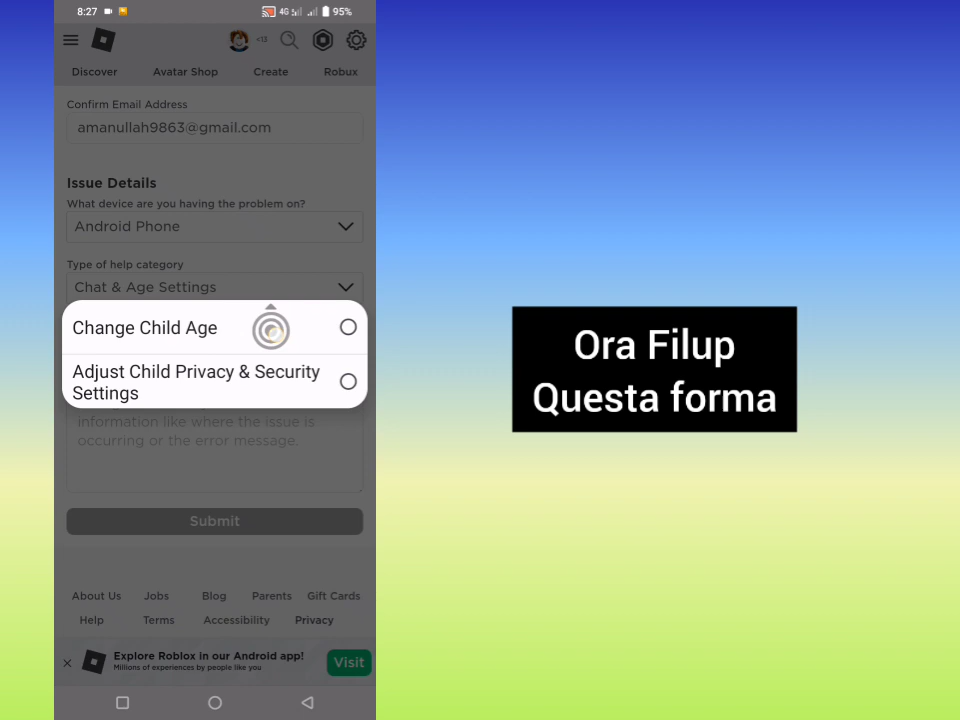 8:27
4G
95%
<13
Discover Avatar Shop Create Robux
Confirm Email Address
amanullah9863@gmail.com
Issue Details
What device are you having the problem on?
Android Phone
Type of help category
Chat & Age Settings
Change Child Age
Adjust Child Privacy & Security
Settings
information like where the issue is
occurring or the error message.
Submit
About Us Jobs Blog Parents Gift Cards
Help Terms Accessibility Privacy
Explore Roblox in our Android app!
Millions of experiences by people like you
Visit
Ora Filup
Questa forma